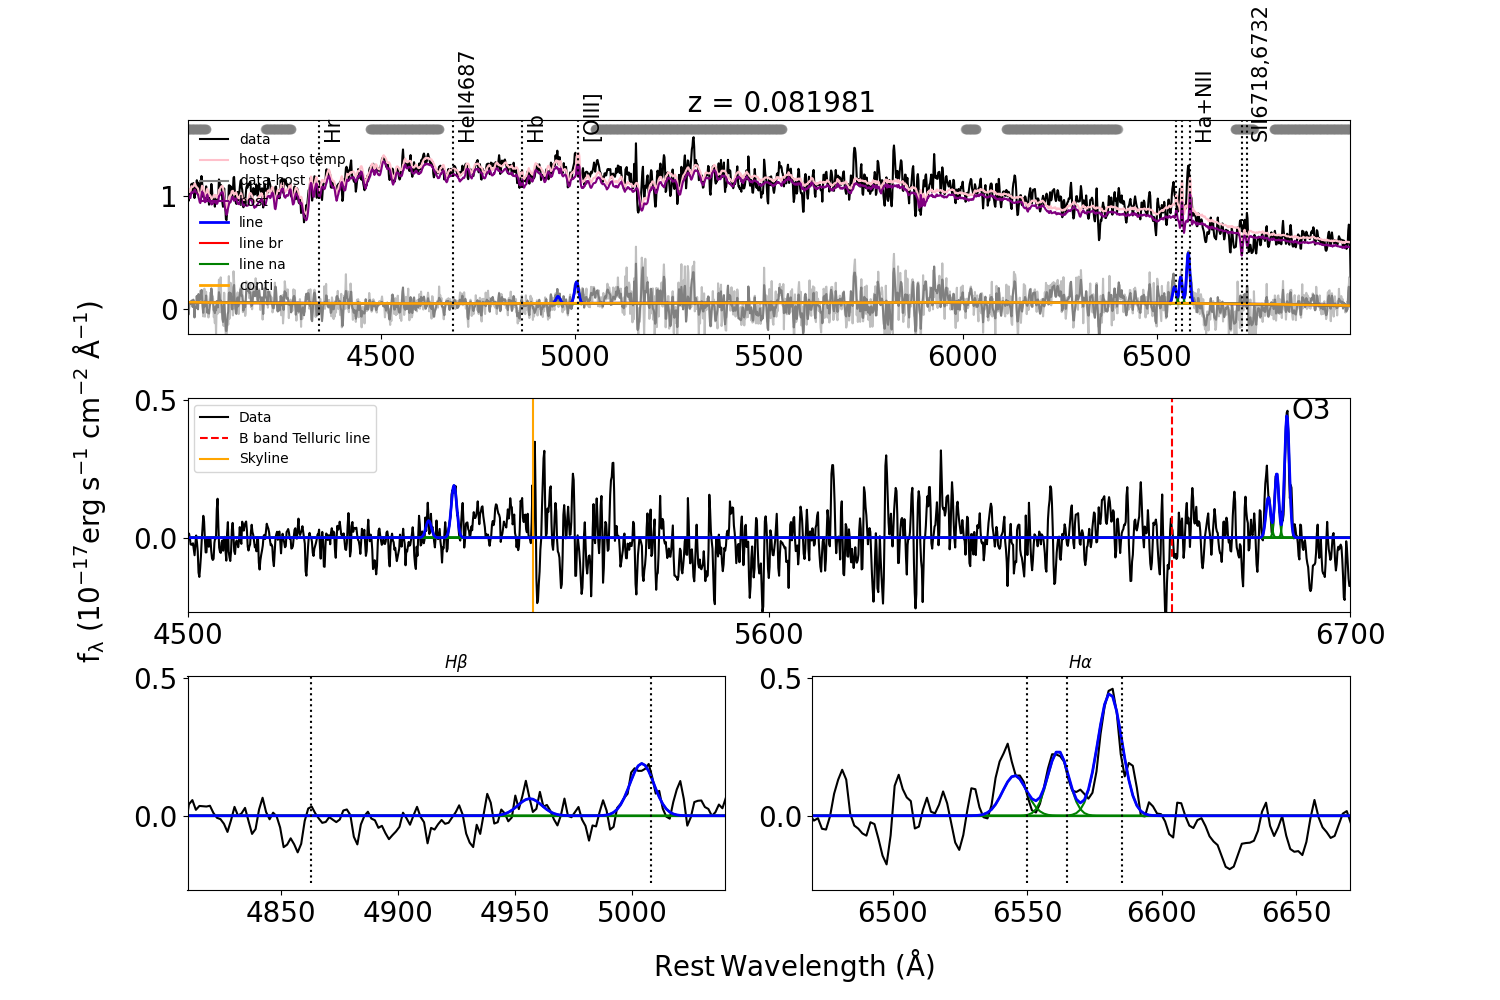 z = 0.081981
Hr
HeII4687
Hb
[OIII]
Ha+NII
SII6718,6732
data
host+qso temp
data-host
host
line
line br
line na
conti
1
0
4500 5000 5500 6000 6500
f_λ (10^{-17} erg s^{-1} cm^{-2} Å^{-1})
Data
B band Telluric line
Skyline
O3
0.5
0.0
4500 5600 6700
Hβ
0.5
0.0
4850 4900 4950 5000
Hα
0.5
0.0
6500 6550 6600 6650
Rest Wavelength (Å)